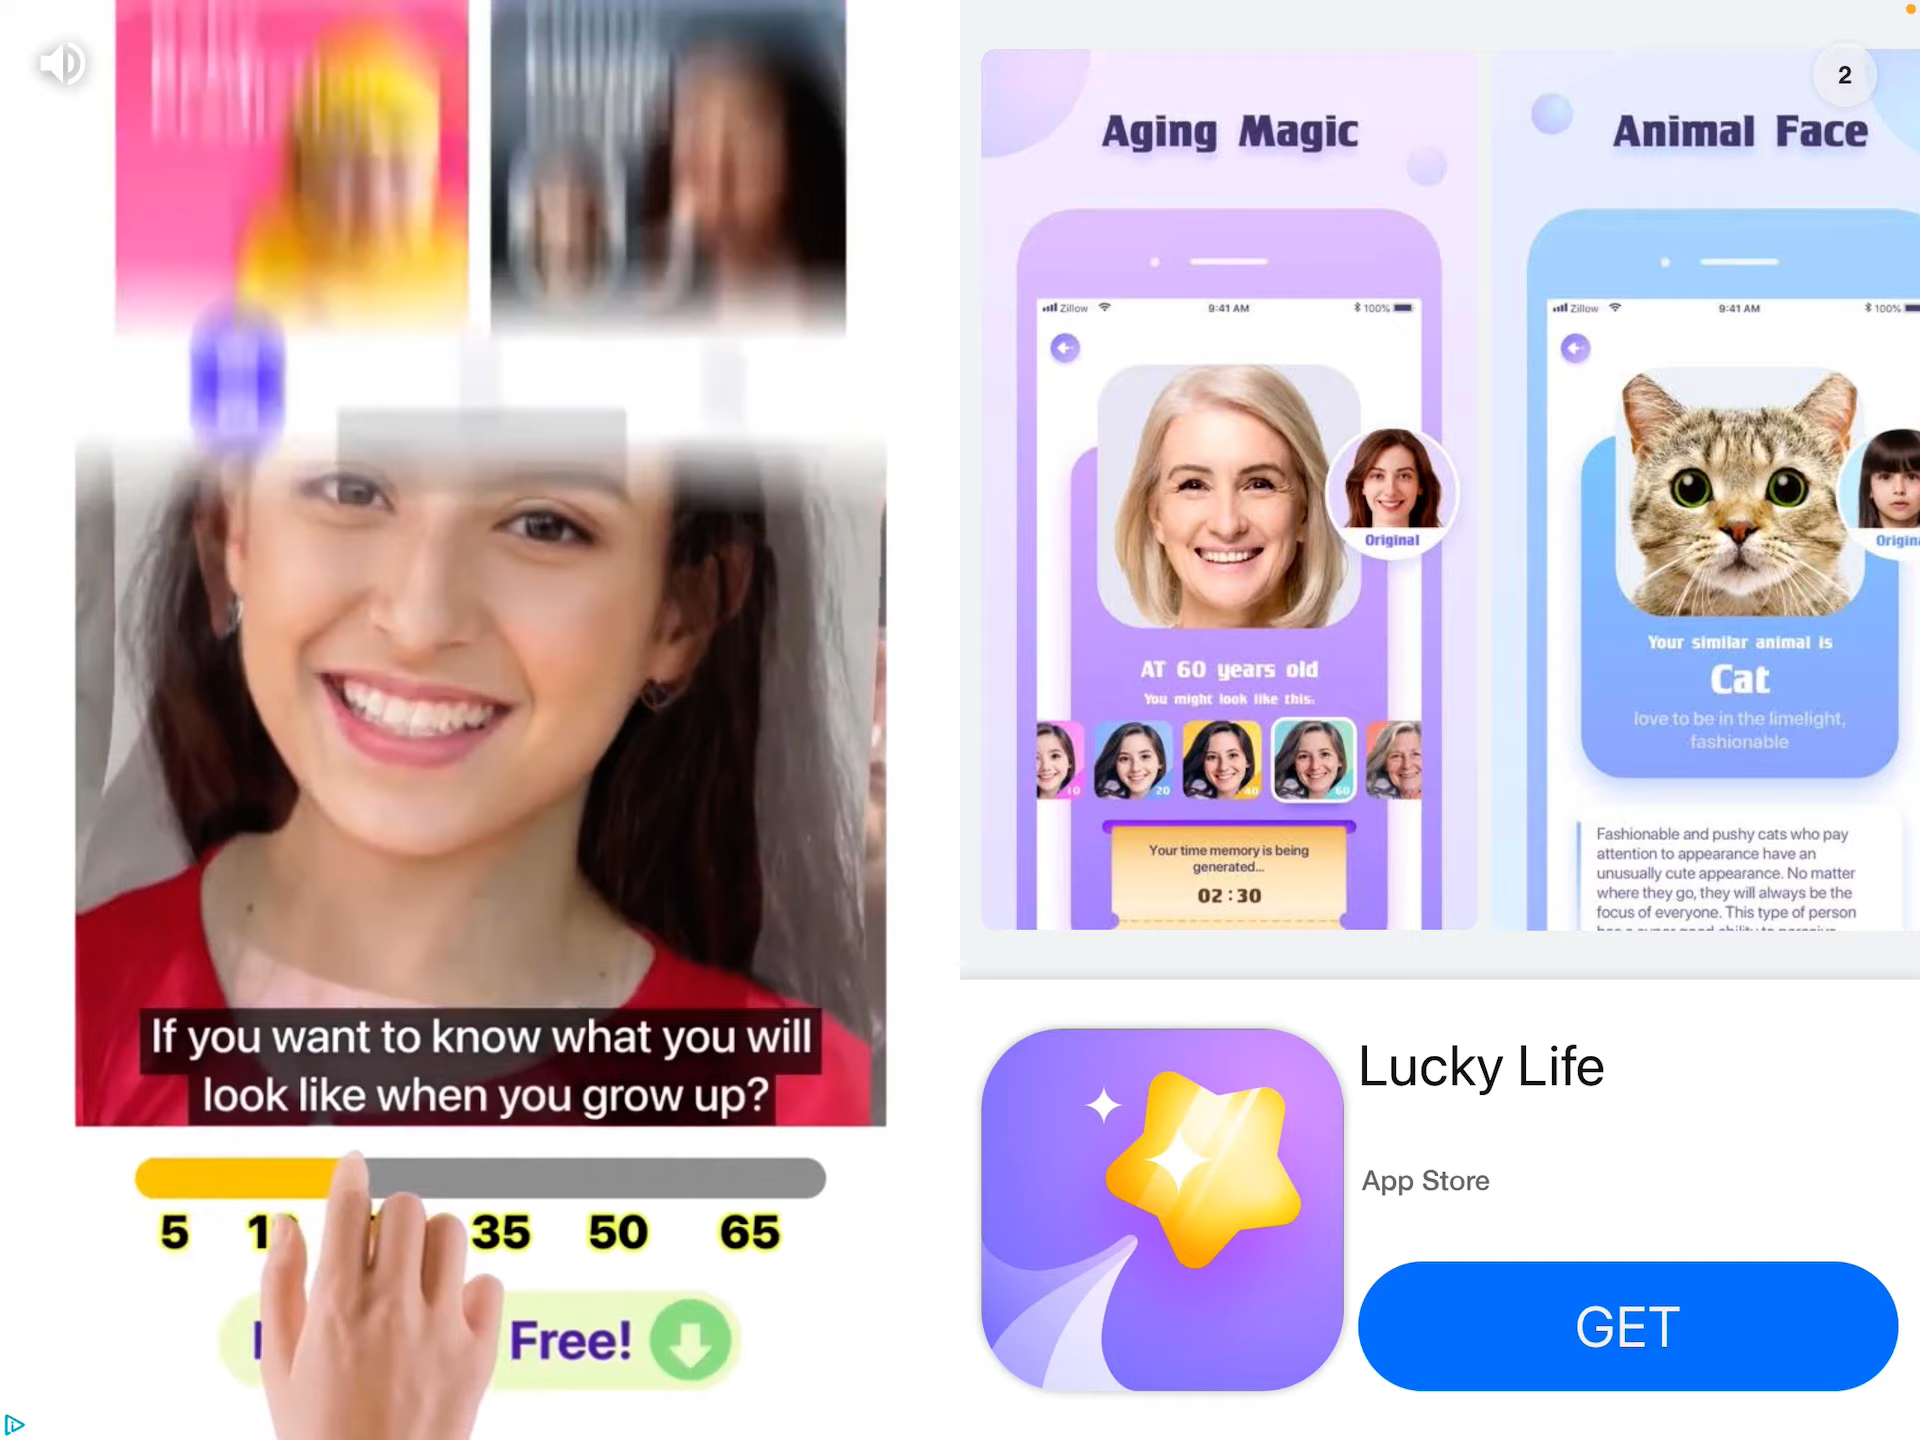 If you want to know what you will
look like when you grow up?
5 35 50 65
Free!
2
Aging Magic
Zillow 9:41 AM 100%
Original
AT 60 years old
You might look like this:
10 20 40 60
Your time memory is being
generated...
02:30
Animal Face
Zillow 9:41 AM 100%
Your similar animal is
Cat
love to be in the limelight,
fashionable
Fashionable and pushy cats who pay
attention to appearance have an
unusually cute appearance. No matter
where they go, they will always be the
focus of everyone. This type of person
Lucky Life
App Store
GET